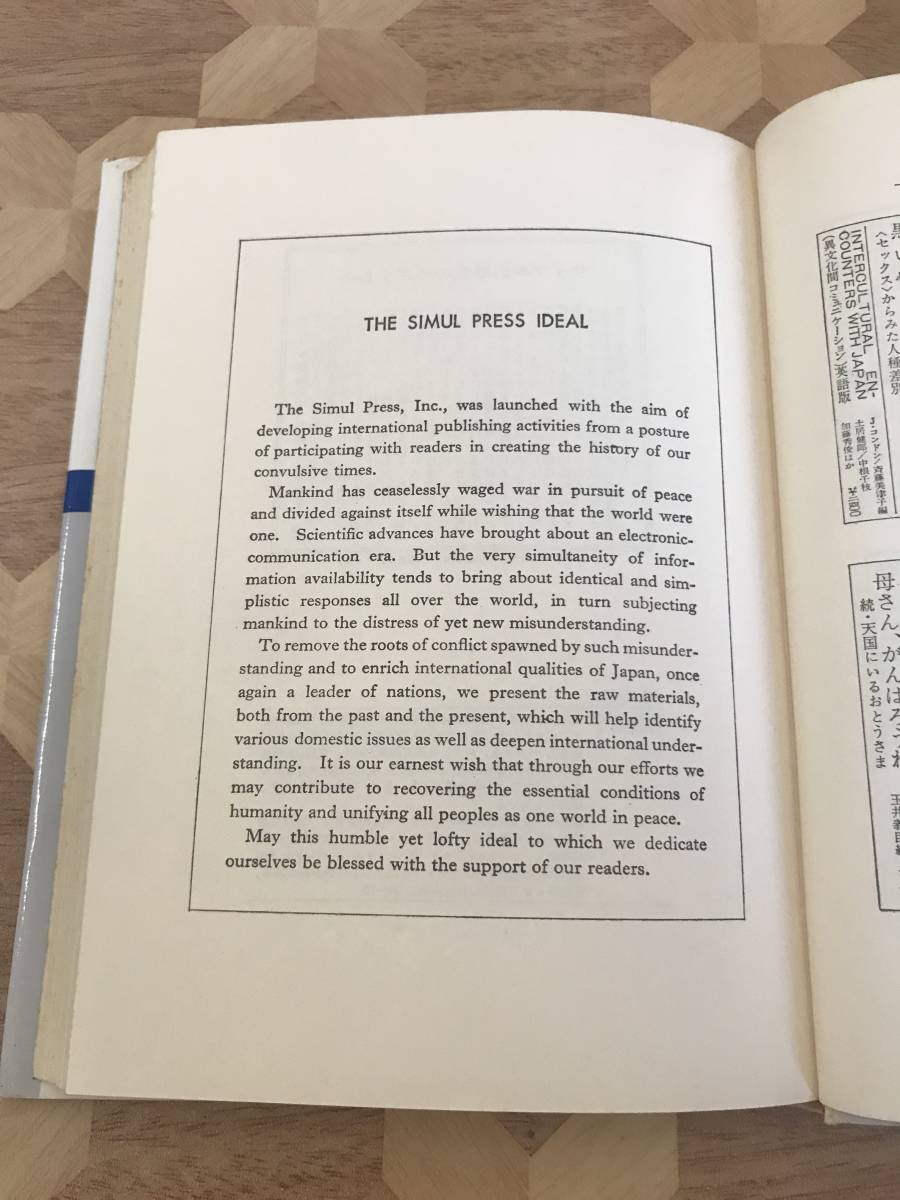 THE SIMUL PRESS IDEAL
The Simul Press, Inc., was launched with the aim of
developing international publishing activities from a posture
of participating with readers in creating the history of our
convulsive times.
Mankind has ceaselessly waged war in pursuit of peace
and divided against itself while wishing that the world were
one. Scientific advances have brought about an electronic-
communication era. But the very simultaneity of infor-
mation availability tends to bring about identical and sim-
plistic responses all over the world, in turn subjecting
mankind to the distress of yet new misunderstanding.
To remove the roots of conflict spawned by such misunder-
standing and to enrich international qualities of Japan, once
again a leader of nations, we present the raw materials,
both from the past and the present, which will help identify
various domestic issues as well as deepen international under-
standing. It is our earnest wish that through our efforts we
may contribute to recovering the essential conditions of
humanity and unifying all peoples as one world in peace.
May this humble yet lofty ideal to which we dedicate
ourselves be blessed with the support of our readers.
〈セックス〉からみた人種差別
INTERCULTURAL EN-
COUNTERS WITH JAPAN
(異文化間コミュニケーション)英語版
J・コンドン/斉藤美津子編
土居健郎/中根千枝
加藤秀俊ほか
母さん、がんばろうね
続・天国にいるおとうさま